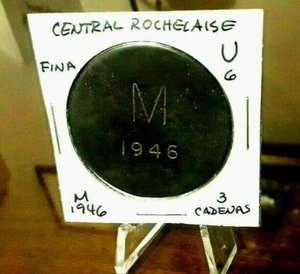 CENTRAL ROCHELAISE
FINA
U
6
M
1946
M
1946
3
CADENAS